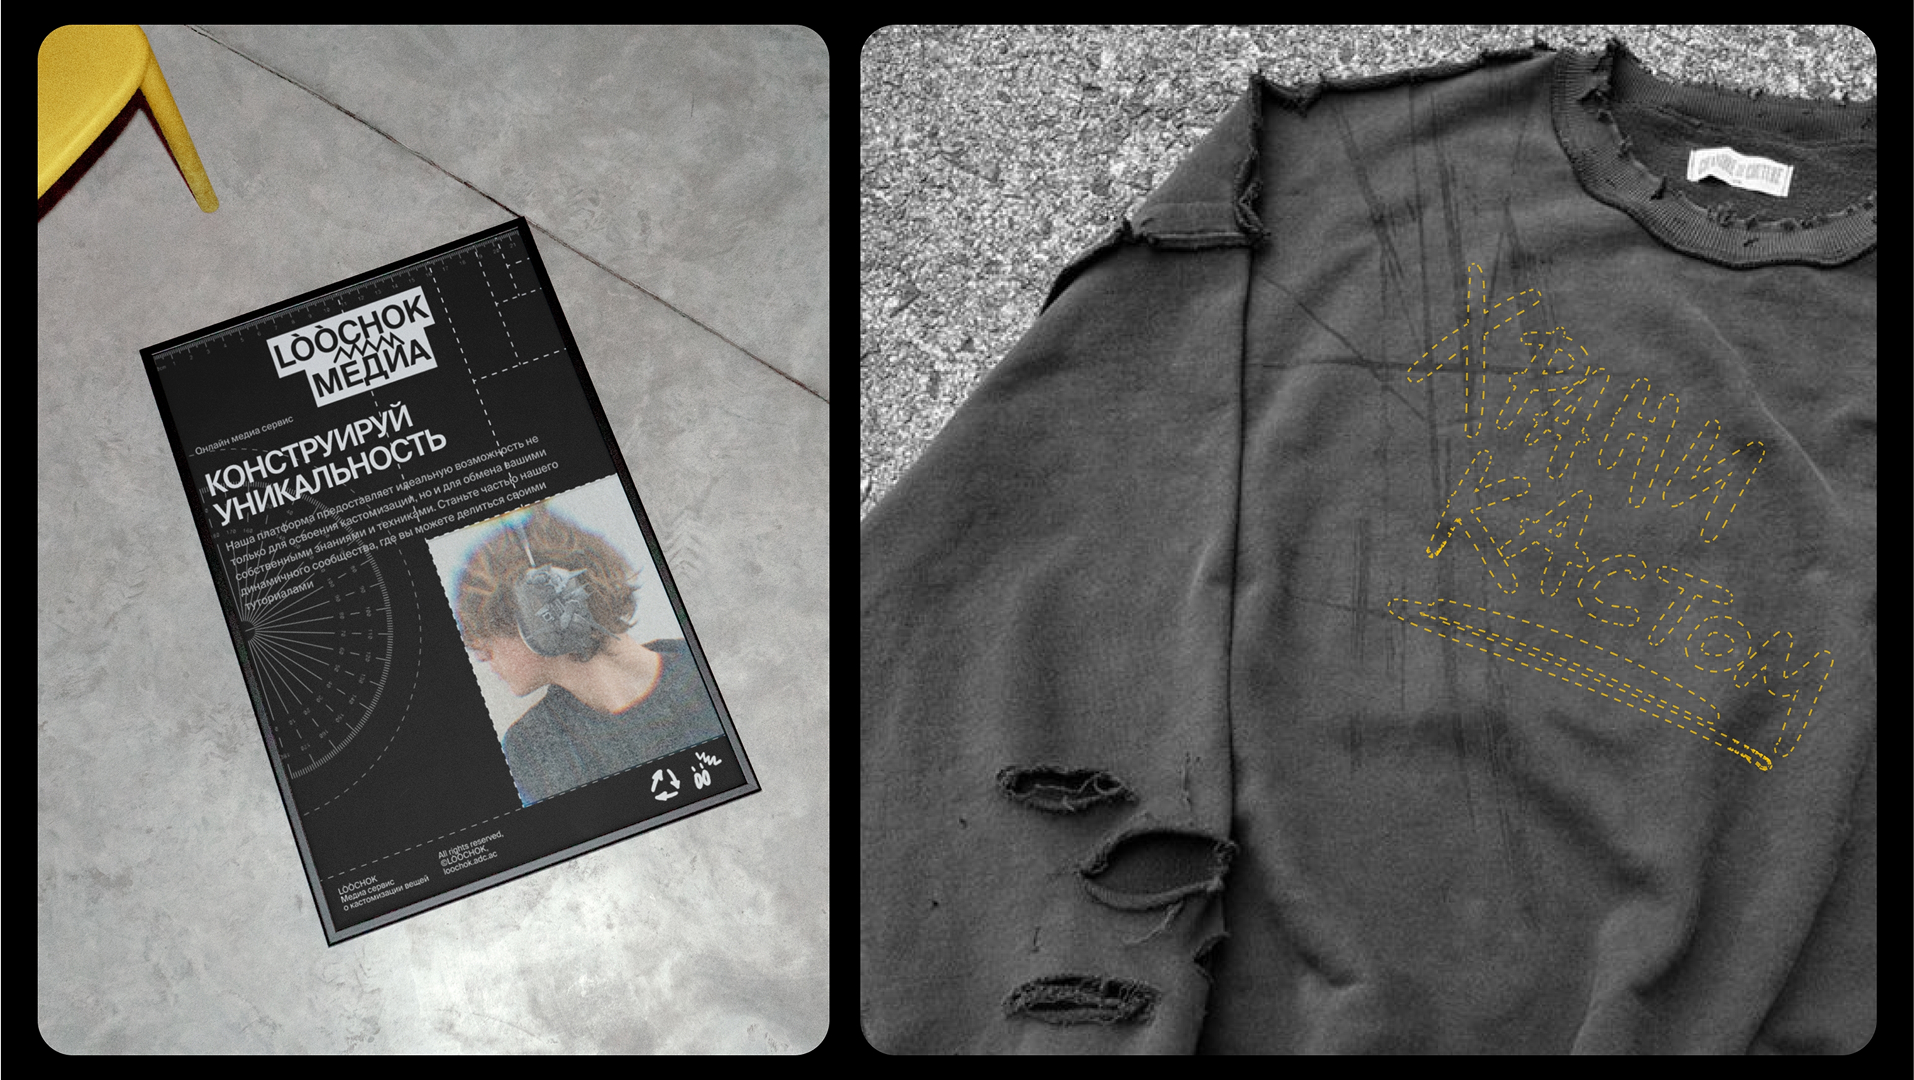 LÒÒCHOK
МЕДИА
Онлайн медиа сервис
КОНСТРУИРУЙ
УНИКАЛЬНОСТЬ
Наша платформа предоставляет идеальную возможность не
только для освоения кастомизации, но и для обмена вашими
собственными знаниями и техниками. Станьте частью нашего
динамичного сообщества, где вы можете делиться своими
туториалами
All rights reserved,
©LÒÒCHOK,
loochok.adc.ac
LÒÒCHOK
Медиа сервис
о кастомизации вещей
ХРАНИ
КАСТОМ